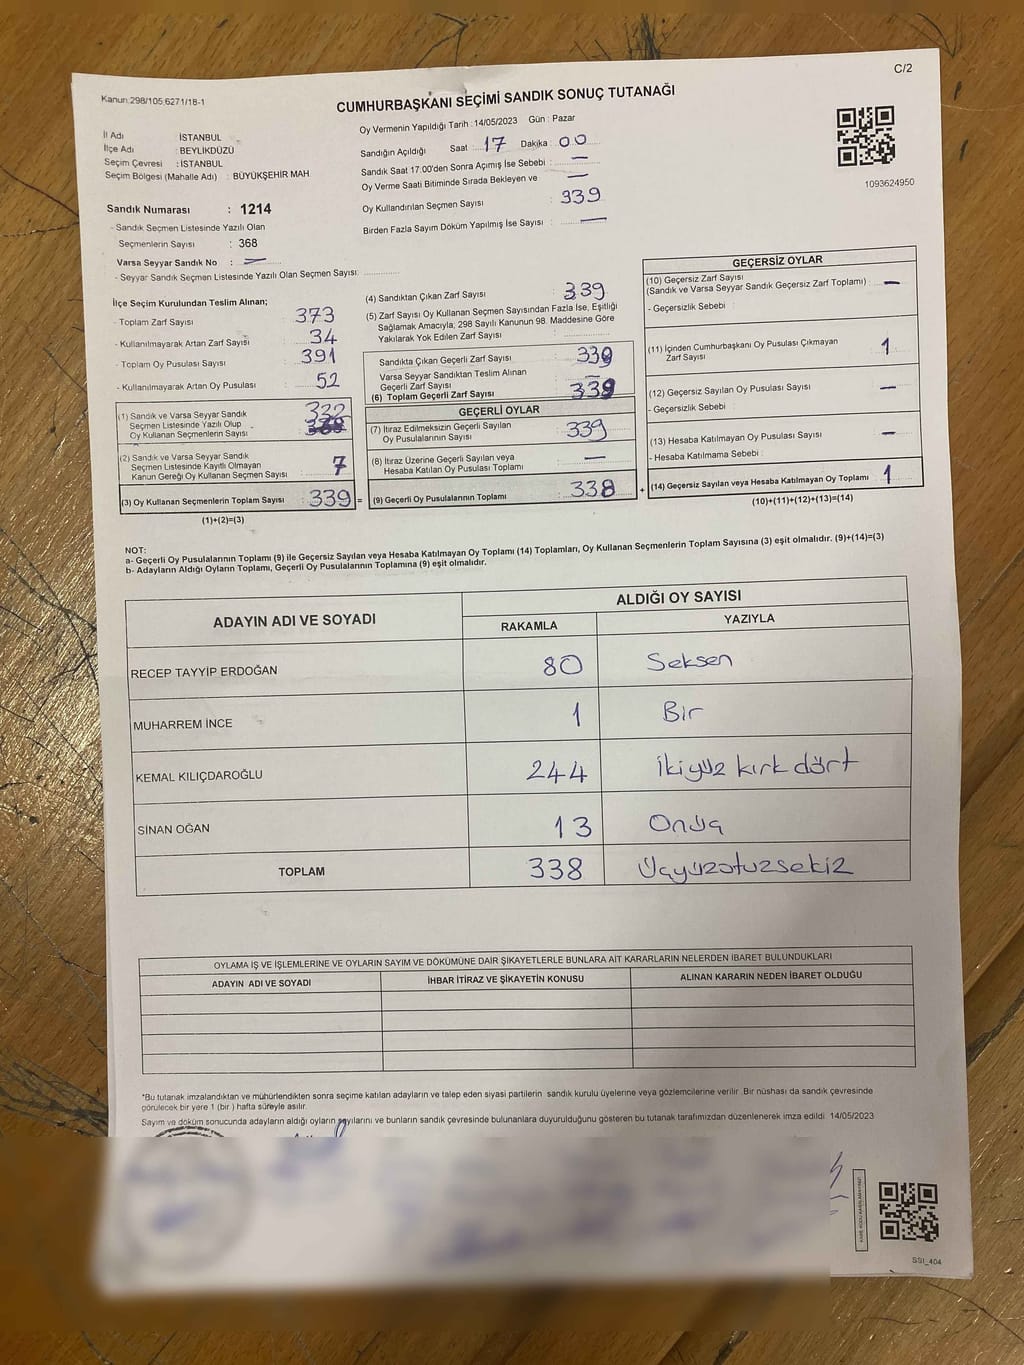 C/2
Kanun:298/105,6271/18-1
CUMHURBAŞKANI SEÇİMİ SANDIK SONUÇ TUTANAĞI
İl Adı : İSTANBUL
İlçe Adı : BEYLİKDÜZÜ
Seçim Çevresi : İSTANBUL
Seçim Bölgesi (Mahalle Adı) : BÜYÜKŞEHİR MAH
Sandık Numarası : 1214
- Sandık Seçmen Listesinde Yazılı Olan
Seçmenlerin Sayısı : 368
Varsa Seyyar Sandık No : —
- Seyyar Sandık Seçmen Listesinde Yazılı Olan Seçmen Sayısı:
Oy Vermenin Yapıldığı Tarih : 14/05/2023 Gün : Pazar
Sandığın Açıldığı Saat : 17 Dakika : 00
Sandık Saat 17:00'den Sonra Açımış İse Sebebi : —
Oy Verme Saati Bitiminde Sırada Bekleyen ve —
Oy Kullandırılan Seçmen Sayısı : 339
Birden Fazla Sayım Döküm Yapılmış İse Sayısı : —
1093624950
İlçe Seçim Kurulundan Teslim Alınan;
- Toplam Zarf Sayısı : 373
- Kullanılmayarak Artan Zarf Sayısı : 34
- Toplam Oy Pusulası Sayısı : 391
- Kullanılmayarak Artan Oy Pusulası : 52
(1) Sandık ve Varsa Seyyar Sandık
Seçmen Listesinde Yazılı Olup
Oy Kullanan Seçmenlerin Sayısı : 332
(2) Sandık ve Varsa Seyyar Sandık
Seçmen Listesinde Kayıtlı Olmayan
Kanun Gereği Oy Kullanan Seçmen Sayısı : 7
(3) Oy Kullanan Seçmenlerin Toplam Sayısı : 339 =
(1)+(2)=(3)
(4) Sandıktan Çıkan Zarf Sayısı : 339
(5) Zarf Sayısı Oy Kullanan Seçmen Sayısından Fazla İse, Eşitliği
Sağlamak Amacıyla, 298 Sayılı Kanunun 98. Maddesine Göre
Yakılarak Yok Edilen Zarf Sayısı :
Sandıkta Çıkan Geçerli Zarf Sayısı : 339
Varsa Seyyar Sandıktan Teslim Alınan
Geçerli Zarf Sayısı : —
(6) Toplam Geçerli Zarf Sayısı : 339
GEÇERLİ OYLAR
(7) İtiraz Edilmeksizin Geçerli Sayılan
Oy Pusulalarının Sayısı : 339
(8) İtiraz Üzerine Geçerli Sayılan veya
Hesaba Katılan Oy Pusulası Toplamı : —
(9) Geçerli Oy Pusulalarının Toplamı : 338 +
GEÇERSİZ OYLAR
(10) Geçersiz Zarf Sayısı
(Sandık ve Varsa Seyyar Sandık Geçersiz Zarf Toplamı) : —
- Geçersizlik Sebebi :
(11) İçinden Cumhurbaşkanı Oy Pusulası Çıkmayan
Zarf Sayısı : 1
(12) Geçersiz Sayılan Oy Pusulası Sayısı : —
- Geçersizlik Sebebi :
(13) Hesaba Katılmayan Oy Pusulası Sayısı : —
- Hesaba Katılmama Sebebi :
(14) Geçersiz Sayılan veya Hesaba Katılmayan Oy Toplamı : 1
(10)+(11)+(12)+(13)=(14)
NOT:
a- Geçerli Oy Pusulalarının Toplamı (9) ile Geçersiz Sayılan veya Hesaba Katılmayan Oy Toplamı (14) Toplamları, Oy Kullanan Seçmenlerin Toplam Sayısına (3) eşit olmalıdır. (9)+(14)=(3)
b- Adayların Aldığı Oyların Toplamı, Geçerli Oy Pusulalarının Toplamına (9) eşit olmalıdır.
ADAYIN ADI VE SOYADI
ALDIĞI OY SAYISI
RAKAMLA YAZIYLA
RECEP TAYYİP ERDOĞAN 80 Seksen
MUHARREM İNCE 1 Bir
KEMAL KILIÇDAROĞLU 244 İkiyüz kırk dört
SİNAN OĞAN 13 Onüç
TOPLAM 338 Üçyüzotuzsekiz
OYLAMA İŞ VE İŞLEMLERİNE VE OYLARIN SAYIM VE DÖKÜMÜNE DAİR ŞİKAYETLERLE BUNLARA AİT KARARLARIN NELERDEN İBARET BULUNDUKLARI
ADAYIN ADI VE SOYADI İHBAR İTİRAZ VE ŞİKAYETİN KONUSU ALINAN KARARIN NEDEN İBARET OLDUĞU
*Bu tutanak imzalandıktan ve mühürlendikten sonra seçime katılan adayların ve talep eden siyasi partilerin sandık kurulu üyelerine veya gözlemcilerine verilir. Bir nüshası da sandık çevresinde
görülecek bir yere 1 (bir ) hafta süreyle asılır.
Sayım ve döküm sonucunda adayların aldığı oyların sayılarını ve bunların sandık çevresinde bulunanlara duyurulduğunu gösteren bu tutanak tarafımızdan düzenlenerek imza edildi. 14/05/2023
SSI_404